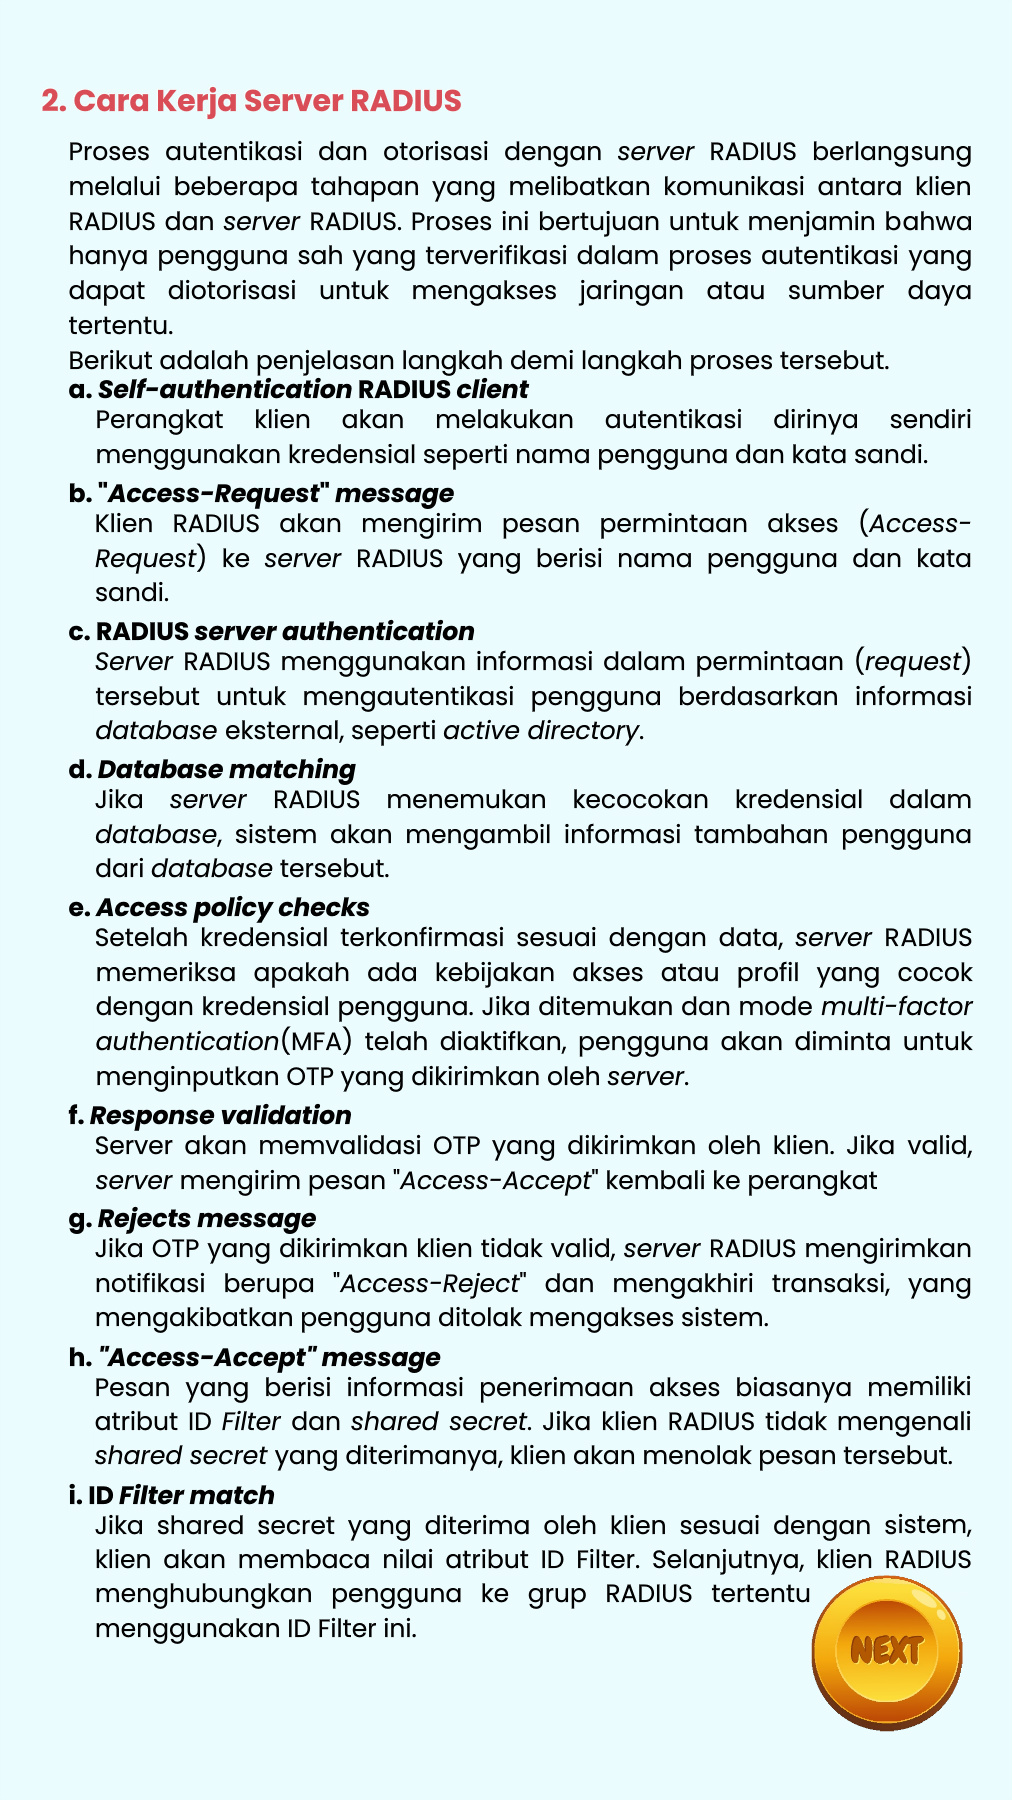 2. Cara Kerja Server RADIUS
Proses autentikasi dan otorisasi dengan server RADIUS berlangsung
melalui beberapa tahapan yang melibatkan komunikasi antara klien
RADIUS dan server RADIUS. Proses ini bertujuan untuk menjamin bahwa
hanya pengguna sah yang terverifikasi dalam proses autentikasi yang
dapat diotorisasi untuk mengakses jaringan atau sumber daya
tertentu.
Berikut adalah penjelasan langkah demi langkah proses tersebut.
a. Self-authentication RADIUS client
Perangkat klien akan melakukan autentikasi dirinya sendiri
menggunakan kredensial seperti nama pengguna dan kata sandi.
b. "Access-Request" message
Klien RADIUS akan mengirim pesan permintaan akses (Access-
Request) ke server RADIUS yang berisi nama pengguna dan kata
sandi.
c. RADIUS server authentication
Server RADIUS menggunakan informasi dalam permintaan (request)
tersebut untuk mengautentikasi pengguna berdasarkan informasi
database eksternal, seperti active directory.
d. Database matching
Jika server RADIUS menemukan kecocokan kredensial dalam
database, sistem akan mengambil informasi tambahan pengguna
dari database tersebut.
e. Access policy checks
Setelah kredensial terkonfirmasi sesuai dengan data, server RADIUS
memeriksa apakah ada kebijakan akses atau profil yang cocok
dengan kredensial pengguna. Jika ditemukan dan mode multi-factor
authentication(MFA) telah diaktifkan, pengguna akan diminta untuk
menginputkan OTP yang dikirimkan oleh server.
f. Response validation
Server akan memvalidasi OTP yang dikirimkan oleh klien. Jika valid,
server mengirim pesan "Access-Accept" kembali ke perangkat
g. Rejects message
Jika OTP yang dikirimkan klien tidak valid, server RADIUS mengirimkan
notifikasi berupa "Access-Reject" dan mengakhiri transaksi, yang
mengakibatkan pengguna ditolak mengakses sistem.
h. "Access-Accept" message
Pesan yang berisi informasi penerimaan akses biasanya memiliki
atribut ID Filter dan shared secret. Jika klien RADIUS tidak mengenali
shared secret yang diterimanya, klien akan menolak pesan tersebut.
i. ID Filter match
Jika shared secret yang diterima oleh klien sesuai dengan sistem,
klien akan membaca nilai atribut ID Filter. Selanjutnya, klien RADIUS
menghubungkan pengguna ke grup RADIUS tertentu
menggunakan ID Filter ini.
NEXT